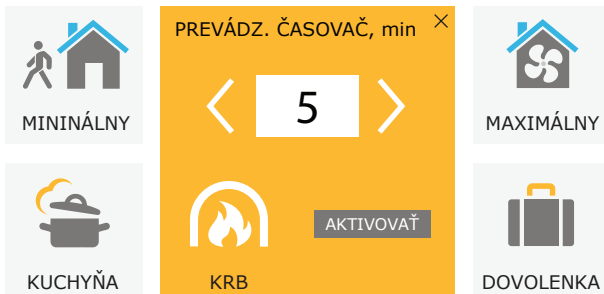 PREVÁDZ. ČASOVAČ, min
5
MININÁLNY
MAXIMÁLNY
AKTIVOVAŤ
KUCHYŇA
KRB
DOVOLENKA